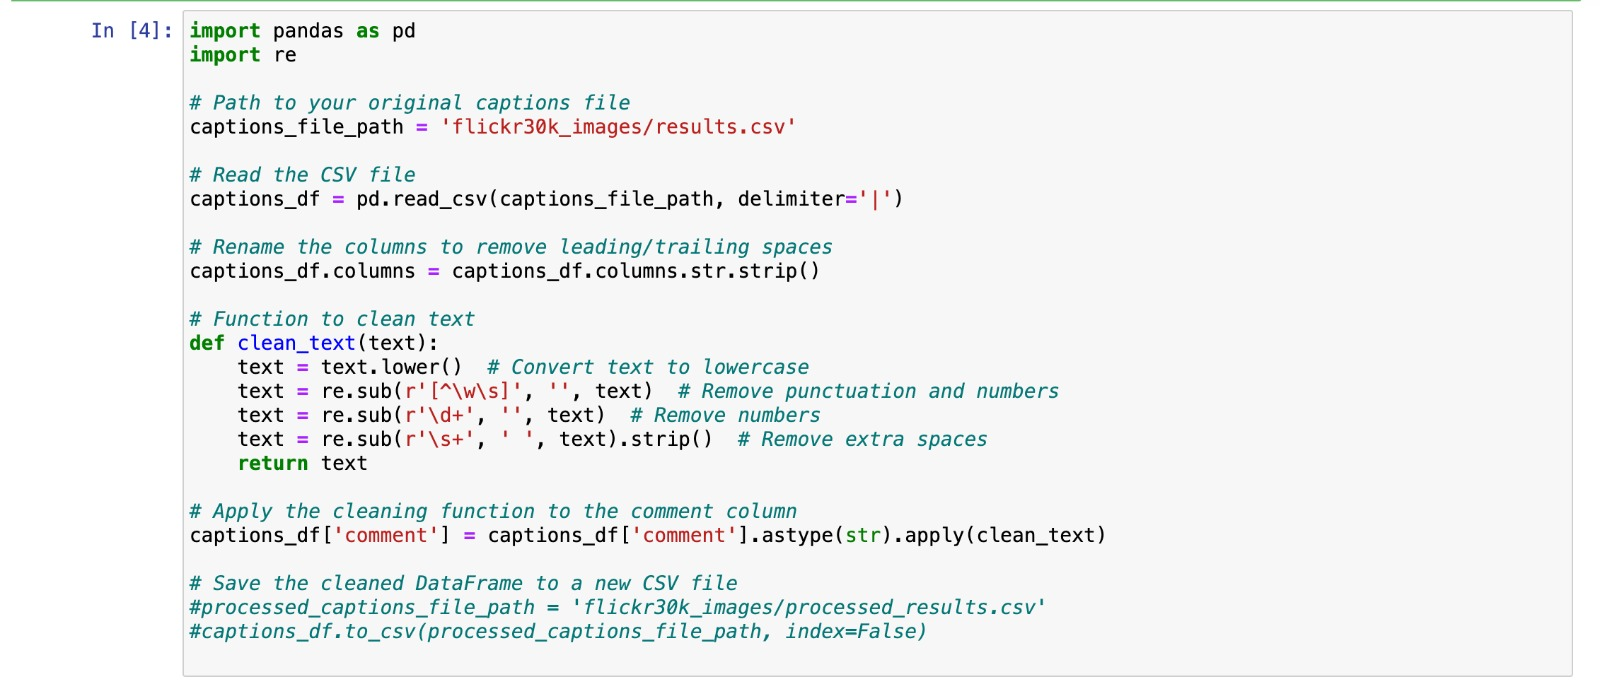 In [4]: import pandas as pd
import re
# Path to your original captions file
captions_file_path = 'flickr30k_images/results.csv'
# Read the CSV file
captions_df = pd.read_csv(captions_file_path, delimiter='|')
# Rename the columns to remove leading/trailing spaces
captions_df.columns = captions_df.columns.str.strip()
# Function to clean text
def clean_text(text):
    text = text.lower()  # Convert text to lowercase
    text = re.sub(r'[^\w\s]', '', text)  # Remove punctuation and numbers
    text = re.sub(r'\d+', '', text)  # Remove numbers
    text = re.sub(r'\s+', ' ', text).strip()  # Remove extra spaces
    return text
# Apply the cleaning function to the comment column
captions_df['comment'] = captions_df['comment'].astype(str).apply(clean_text)
# Save the cleaned DataFrame to a new CSV file
#processed_captions_file_path = 'flickr30k_images/processed_results.csv'
#captions_df.to_csv(processed_captions_file_path, index=False)